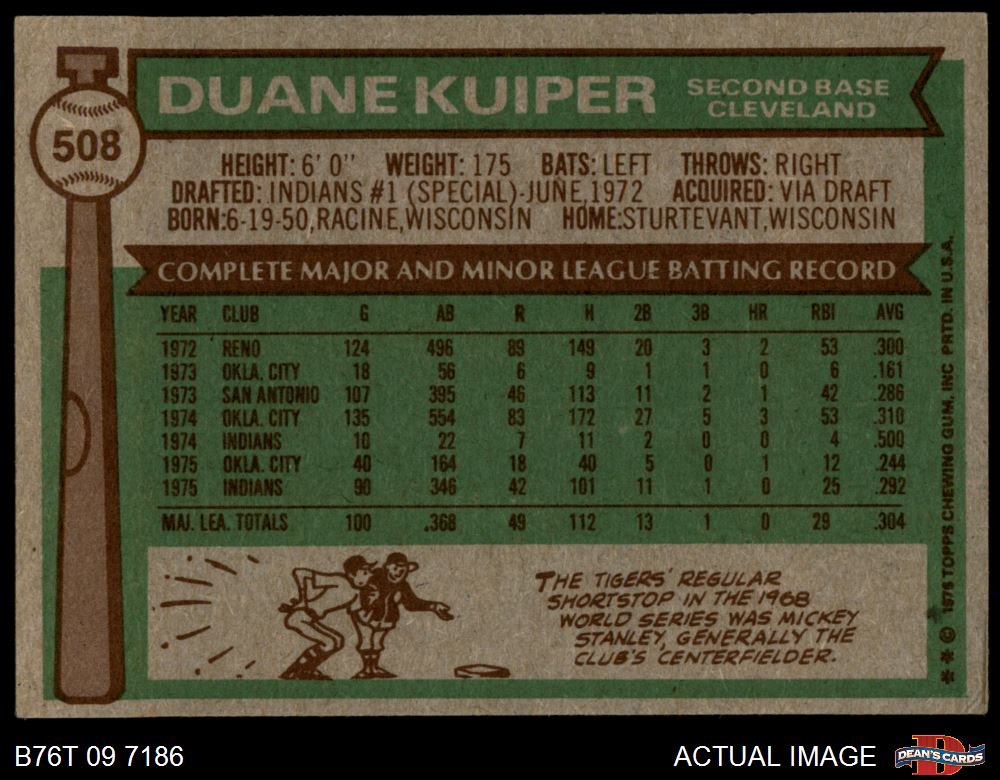 DUANE KUIPER SECOND BASE
CLEVELAND
508
HEIGHT: 6' 0" WEIGHT: 175 BATS: LEFT THROWS: RIGHT
DRAFTED: INDIANS #1 (SPECIAL)-JUNE, 1972 ACQUIRED: VIA DRAFT
BORN: 6-19-50, RACINE, WISCONSIN HOME: STURTEVANT, WISCONSIN
COMPLETE MAJOR AND MINOR LEAGUE BATTING RECORD
YEAR CLUB G AB R H 2B 3B HR RBI AVG
1972 RENO 124 496 89 149 20 3 2 53 .300
1973 OKLA. CITY 18 56 6 9 1 1 0 6 .161
1973 SAN ANTONIO 107 395 46 113 11 2 1 42 .286
1974 OKLA. CITY 135 554 83 172 27 5 3 53 .310
1974 INDIANS 10 22 7 11 2 0 0 4 .500
1975 OKLA. CITY 40 164 18 40 5 0 1 12 .244
1975 INDIANS 90 346 42 101 11 1 0 25 .292
MAJ. LEA. TOTALS 100 .368 49 112 13 1 0 29 .304
THE TIGERS' REGULAR
SHORTSTOP IN THE 1968
WORLD SERIES WAS MICKEY
STANLEY, GENERALLY THE
CLUB'S CENTERFIELDER.
** © 1976 TOPPS CHEWING GUM, INC PRTD. IN U.S.A.
B76T 09 7186 ACTUAL IMAGE
D
DEAN'S CARDS